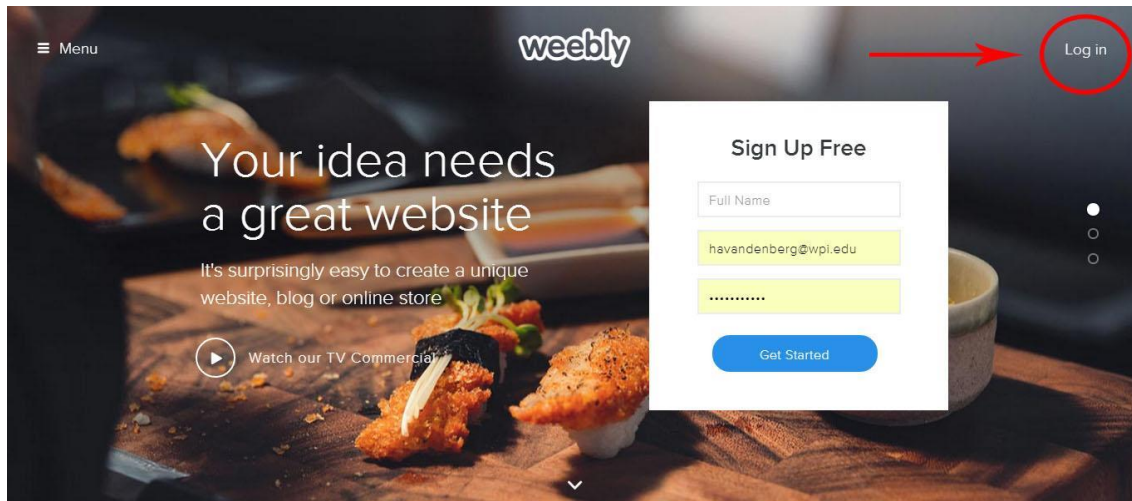 Menu
weebly
Log in
Your idea needs
a great website
It's surprisingly easy to create a unique
website, blog or online store
Watch our TV Commercial
Sign Up Free
Full Name
havandenberg@wpi.edu
•••••••••••
Get Started